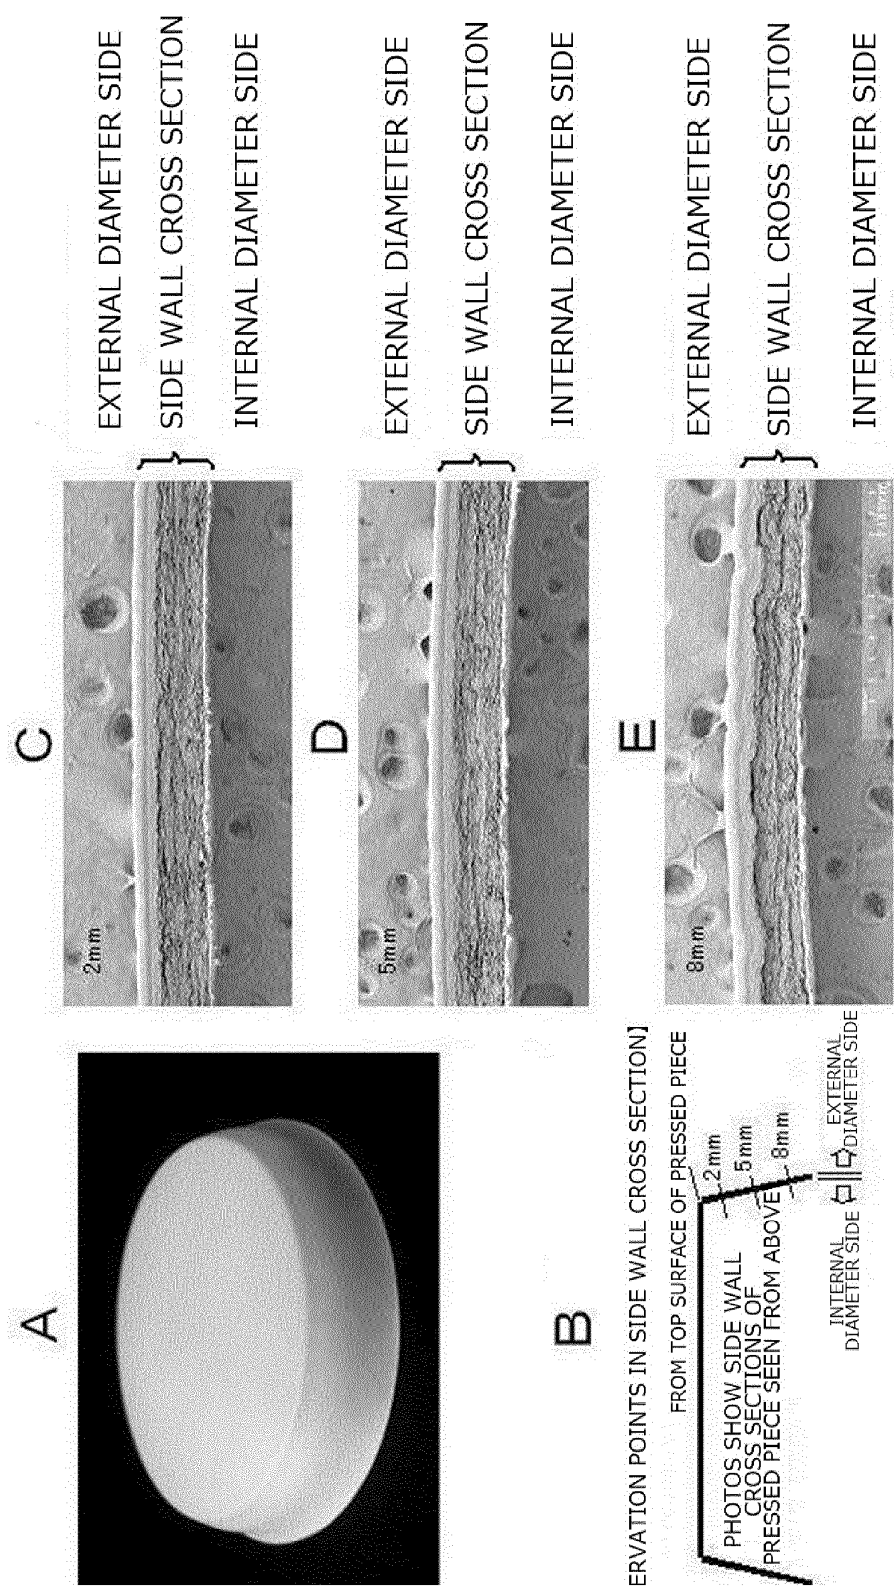 A
B
ERVATION POINTS IN SIDE WALL CROSS SECTION]
FROM TOP SURFACE OF PRESSED PIECE
2mm
5mm
8mm
PHOTOS SHOW SIDE WALL
CROSS SECTIONS OF
PRESSED PIECE SEEN FROM ABOVE
INTERNAL
DIAMETER SIDE
EXTERNAL
DIAMETER SIDE
C
2mm
EXTERNAL DIAMETER SIDE
SIDE WALL CROSS SECTION
INTERNAL DIAMETER SIDE
D
5mm
EXTERNAL DIAMETER SIDE
SIDE WALL CROSS SECTION
INTERNAL DIAMETER SIDE
E
8mm
EXTERNAL DIAMETER SIDE
SIDE WALL CROSS SECTION
INTERNAL DIAMETER SIDE